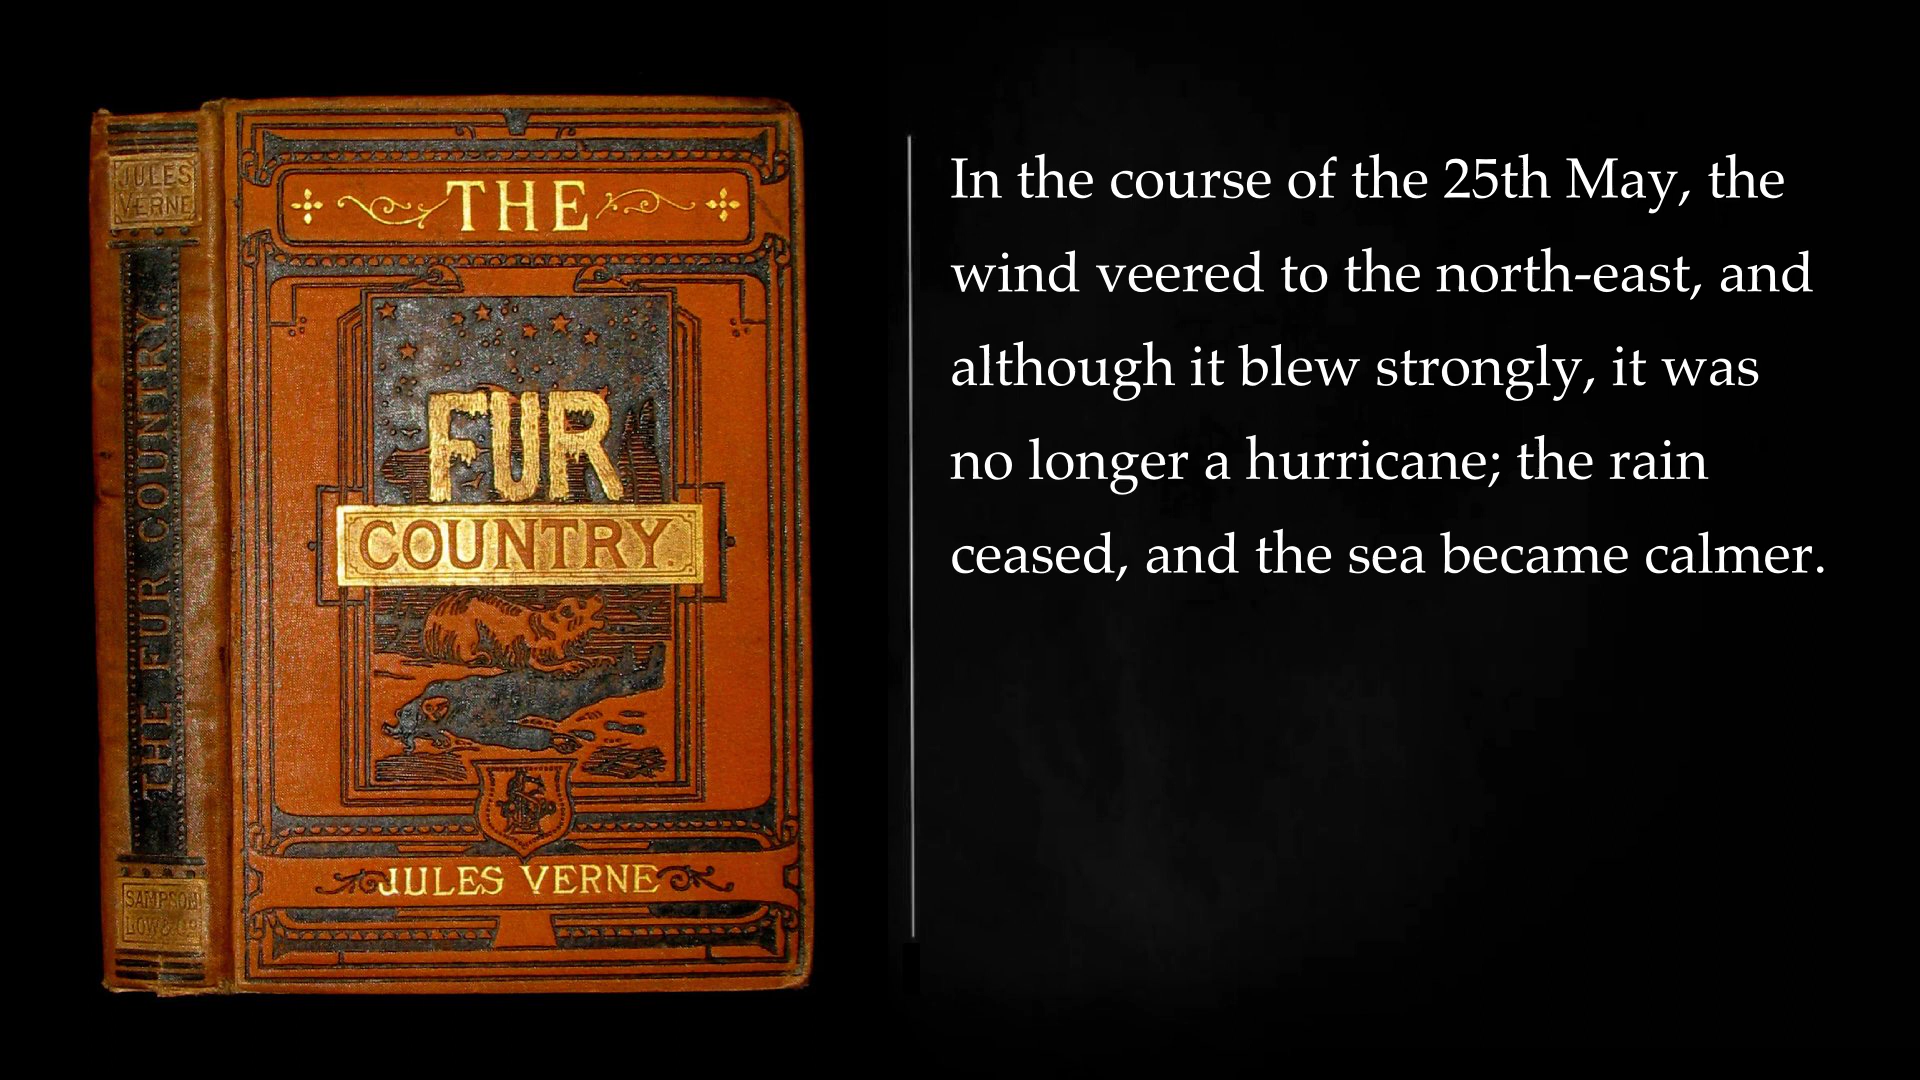 JULES
VERNE
THE FUR COUNTRY.
SAMPSON
LOW & Co
THE
FUR
COUNTRY.
JULES VERNE
In the course of the 25th May, the
wind veered to the north-east, and
although it blew strongly, it was
no longer a hurricane; the rain
ceased, and the sea became calmer.